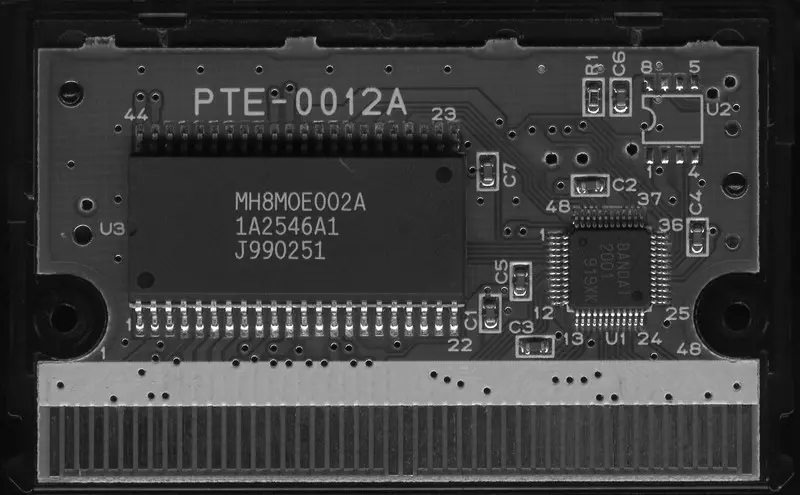 8 5
R1 C6
PTE-0012A
U2
44 23
1 4
C7
C2
48 37
MH8M0E002A
1A2546A1
J990251
U3
1 36 C4
BANDAI
2001
C5
12 25
C1
C3
1 22
13 U1 24 48
1